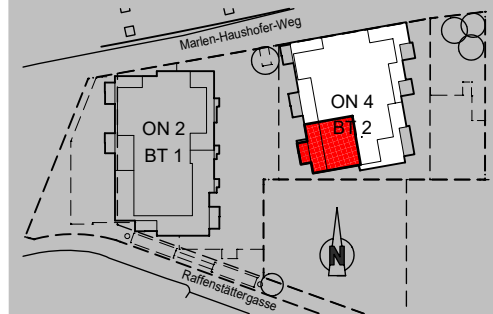 Marlen-Haushofer-Weg
ON 4
BT 2
ON 2
BT 1
N
Raffenstättergasse